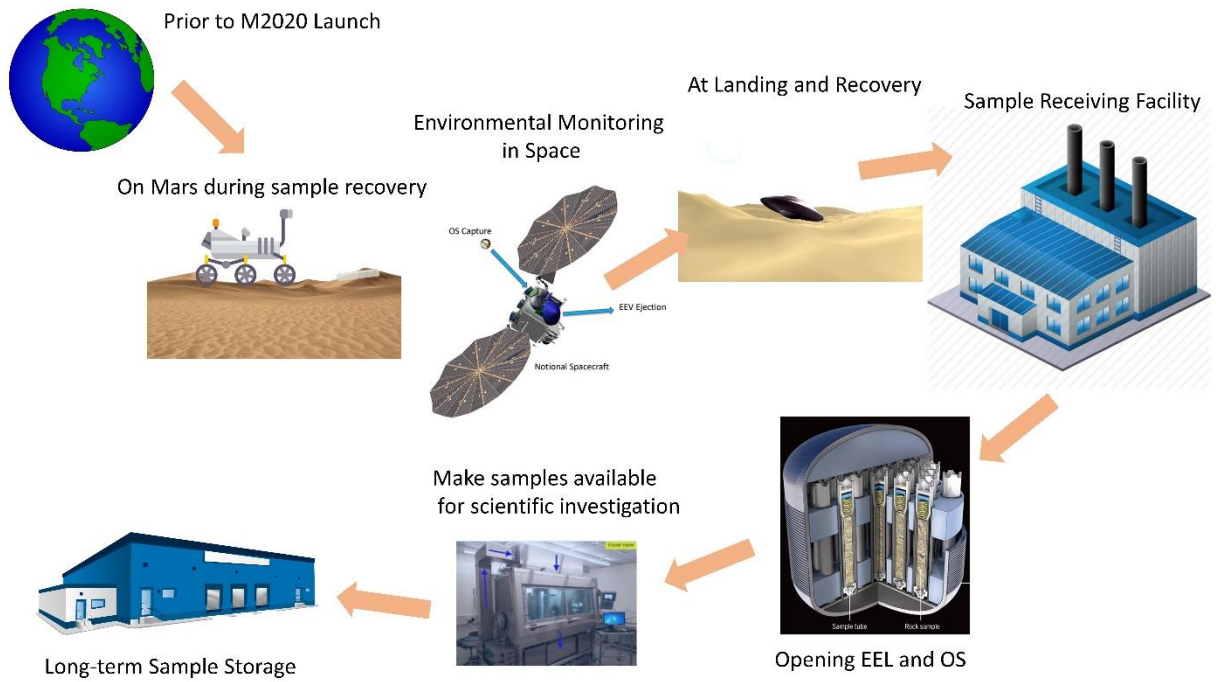 Prior to M2020 Launch
On Mars during sample recovery
Environmental Monitoring
in Space
OS Capture
EEV Ejection
Notional Spacecraft
At Landing and Recovery
Sample Receiving Facility
Sample tube
Rock sample
Opening EEL and OS
Make samples available
for scientific investigation
Long-term Sample Storage